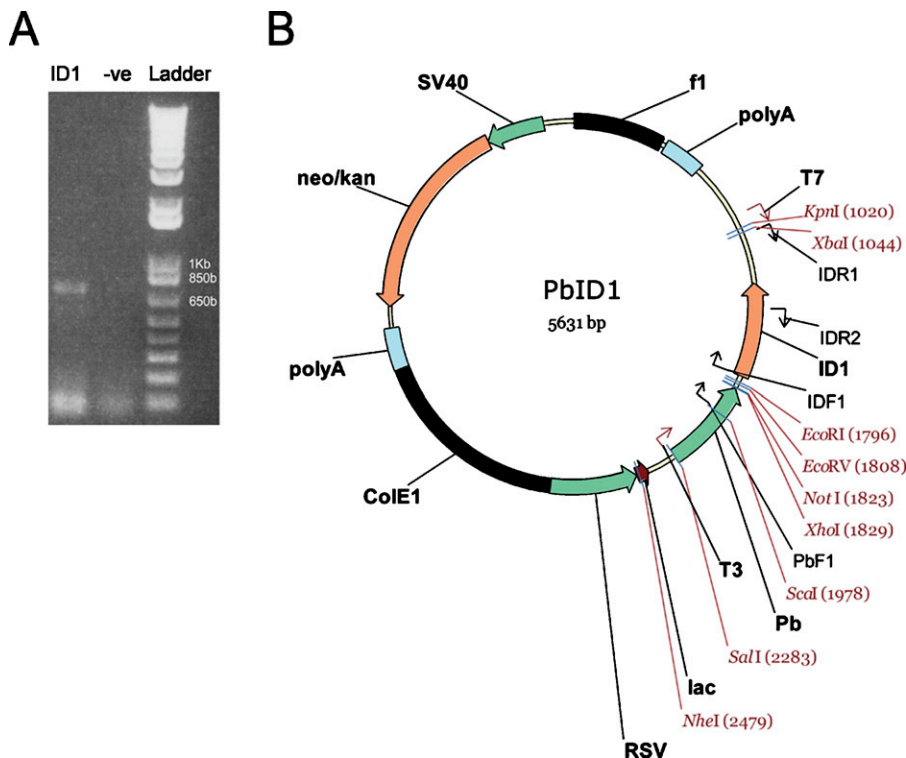 A
ID1 -ve Ladder
1Kb
850b
650b
B
SV40
f1
polyA
neo/kan
T7
KpnI (1020)
XbaI (1044)
IDR1
PbID1
5631 bp
IDR2
ID1
IDF1
polyA
EcoRI (1796)
EcoRV (1808)
NotI (1823)
XhoI (1829)
ColE1
PbF1
T3
ScaI (1978)
Pb
SalI (2283)
lac
NheI (2479)
RSV